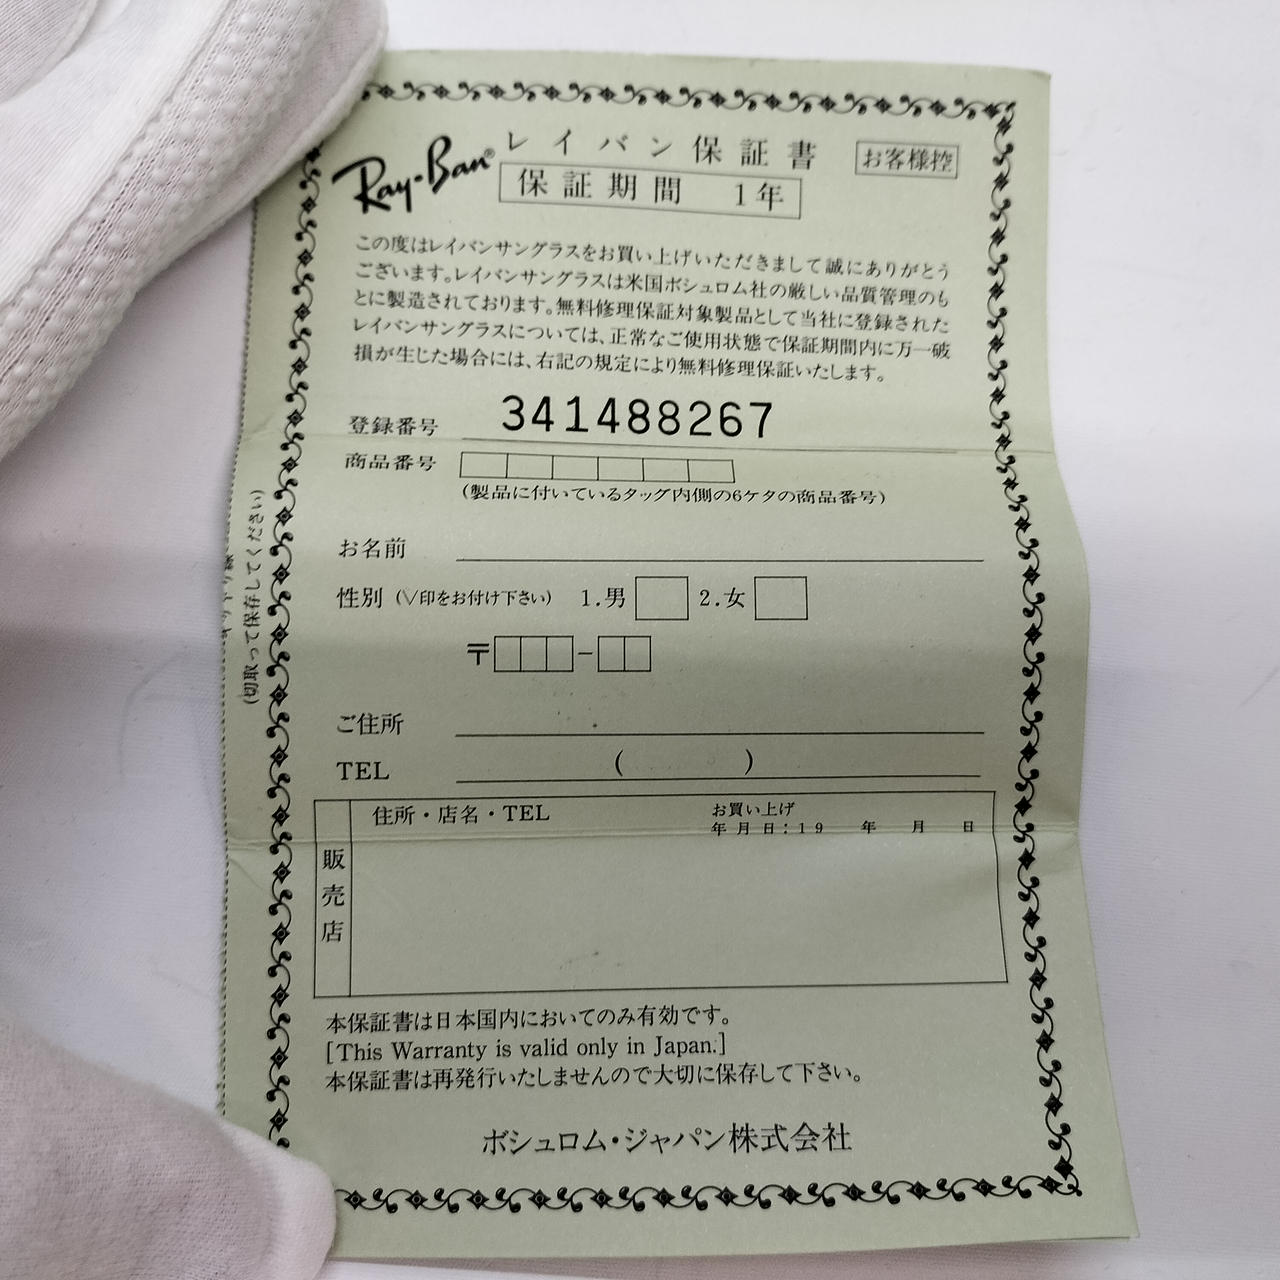 Ray-Ban®
レイバン保証書
お客様控
保証期間 1年
この度はレイバンサングラスをお買い上げいただきまして誠にありがとう
ございます。レイバンサングラスは米国ボシュロム社の厳しい品質管理のも
とに製造されております。無料修理保証対象製品として当社に登録された
レイバンサングラスについては、正常なご使用状態で保証期間内に万一破
損が生じた場合には、右記の規定により無料修理保証いたします。
登録番号 341488267
商品番号
(製品に付いているタッグ内側の6ケタの商品番号)
お名前
性別 (√印をお付け下さい) 1.男 2.女
〒 -
ご住所
TEL ( )
住所・店名・TEL
お買い上げ
年月日:19 年 月 日
販売店
本保証書は日本国内においてのみ有効です。
[This Warranty is valid only in Japan.]
本保証書は再発行いたしませんので大切に保存して下さい。
ボシュロム・ジャパン株式会社
(切取って保存してください)